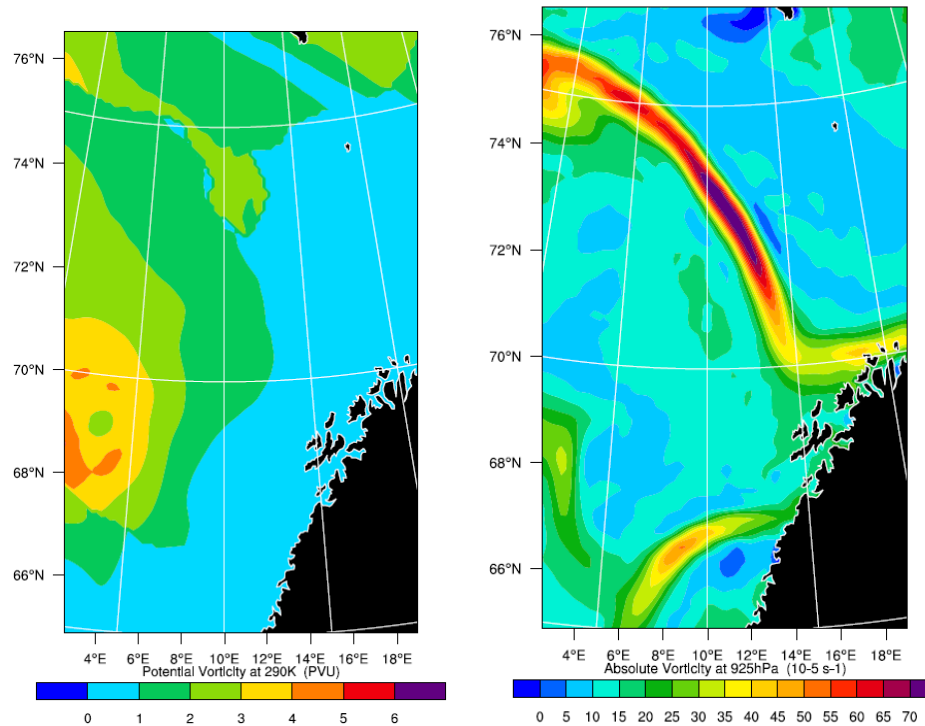 76°N
74°N
72°N
70°N
68°N
66°N
4°E 6°E 8°E 10°E 12°E 14°E 16°E 18°E
Potential Vorticity at 290K (PVU)
0 1 2 3 4 5 6
76°N
74°N
72°N
70°N
68°N
66°N
4°E 6°E 8°E 10°E 12°E 14°E 16°E 18°E
Absolute Vorticity at 925hPa (10-5 s-1)
0 5 10 15 20 25 30 35 40 45 50 55 60 65 70